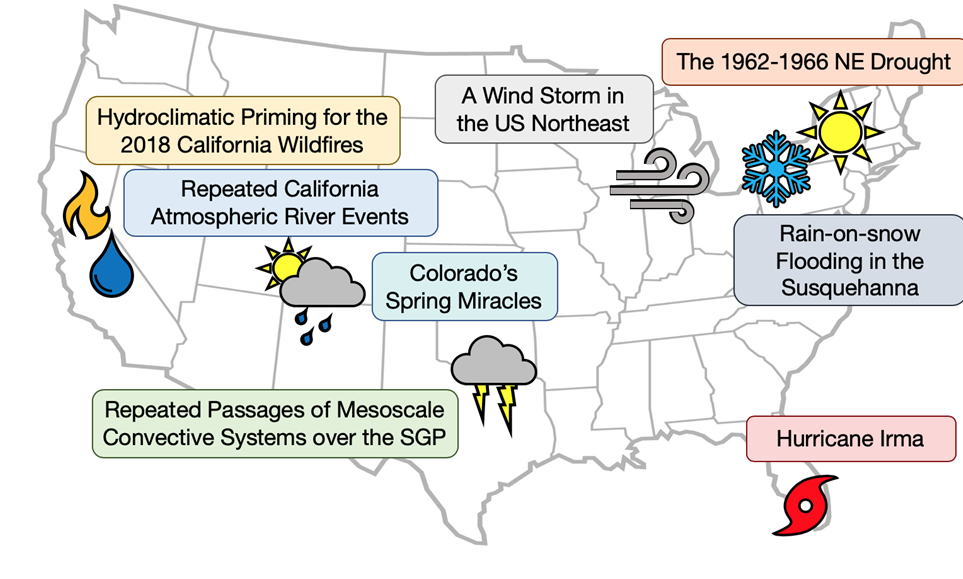 The 1962-1966 NE Drought
A Wind Storm in
the US Northeast
Hydroclimatic Priming for the
2018 California Wildfires
Repeated California
Atmospheric River Events
Rain-on-snow
Flooding in the
Susquehanna
Colorado's
Spring Miracles
Repeated Passages of Mesoscale
Convective Systems over the SGP
Hurricane Irma